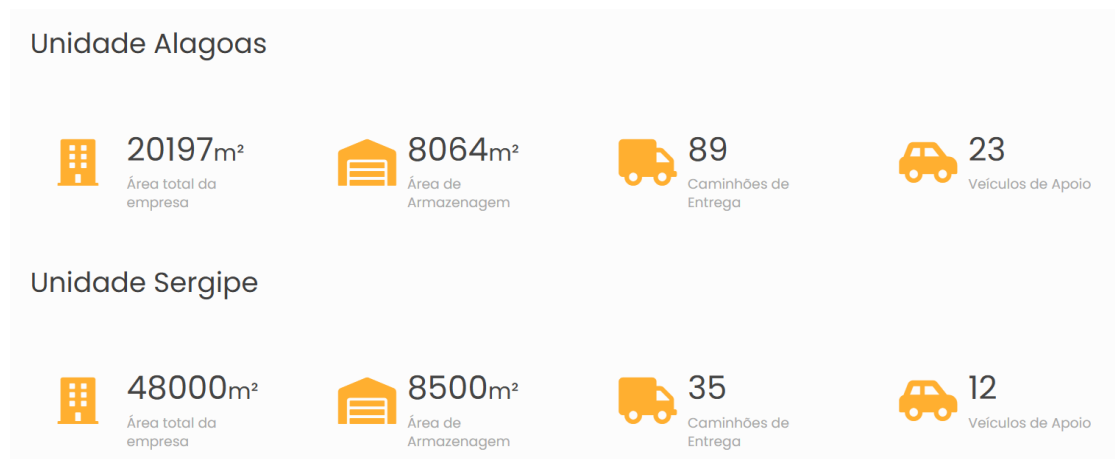 Unidade Alagoas
20197m²
Área total da
empresa
8064m²
Área de
Armazenagem
89
Caminhões de
Entrega
23
Veículos de Apoio
Unidade Sergipe
48000m²
Área total da
empresa
8500m²
Área de
Armazenagem
35
Caminhões de
Entrega
12
Veículos de Apoio